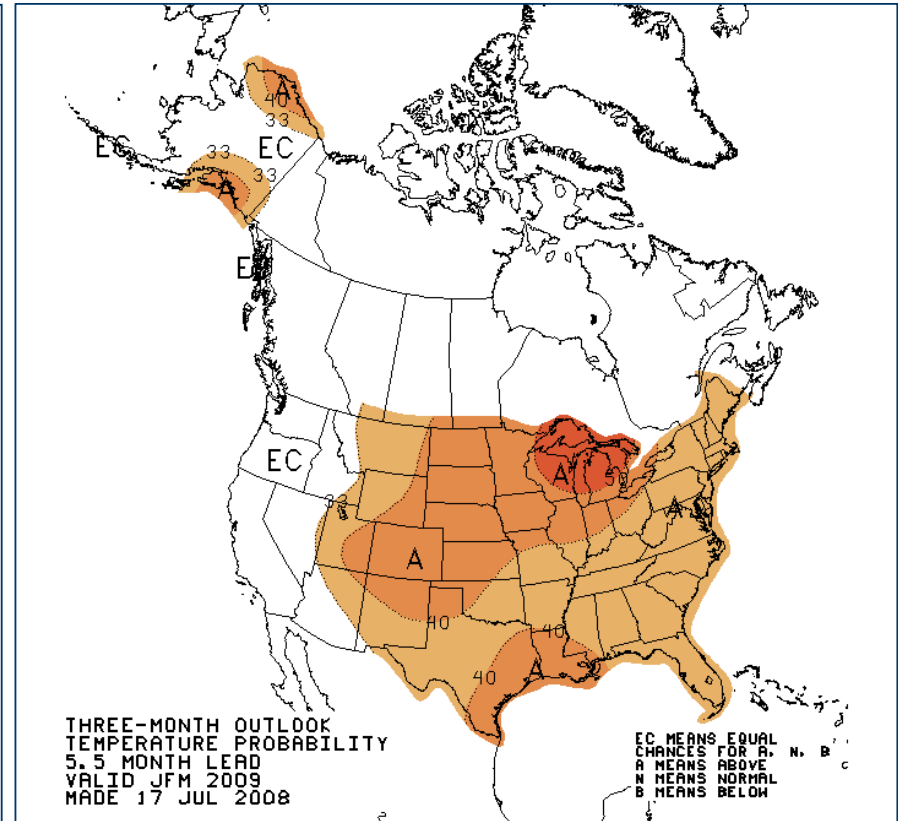 A
40
33
EC
EC
33
33
A
EC
A
50
33
A
A
40
40
A
40
THREE-MONTH OUTLOOK
TEMPERATURE PROBABILITY
5.5 MONTH LEAD
VALID JFM 2009
MADE 17 JUL 2008
EC MEANS EQUAL
CHANCES FOR A, N, B
A MEANS ABOVE
N MEANS NORMAL
B MEANS BELOW